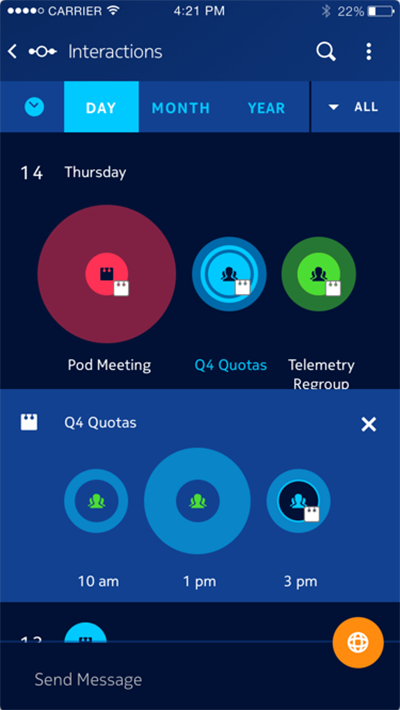 CARRIER 4:21 PM 22%
Interactions
DAY MONTH YEAR ALL
14 Thursday
Pod Meeting Q4 Quotas Telemetry
Regroup
Q4 Quotas
10 am 1 pm 3 pm
Send Message